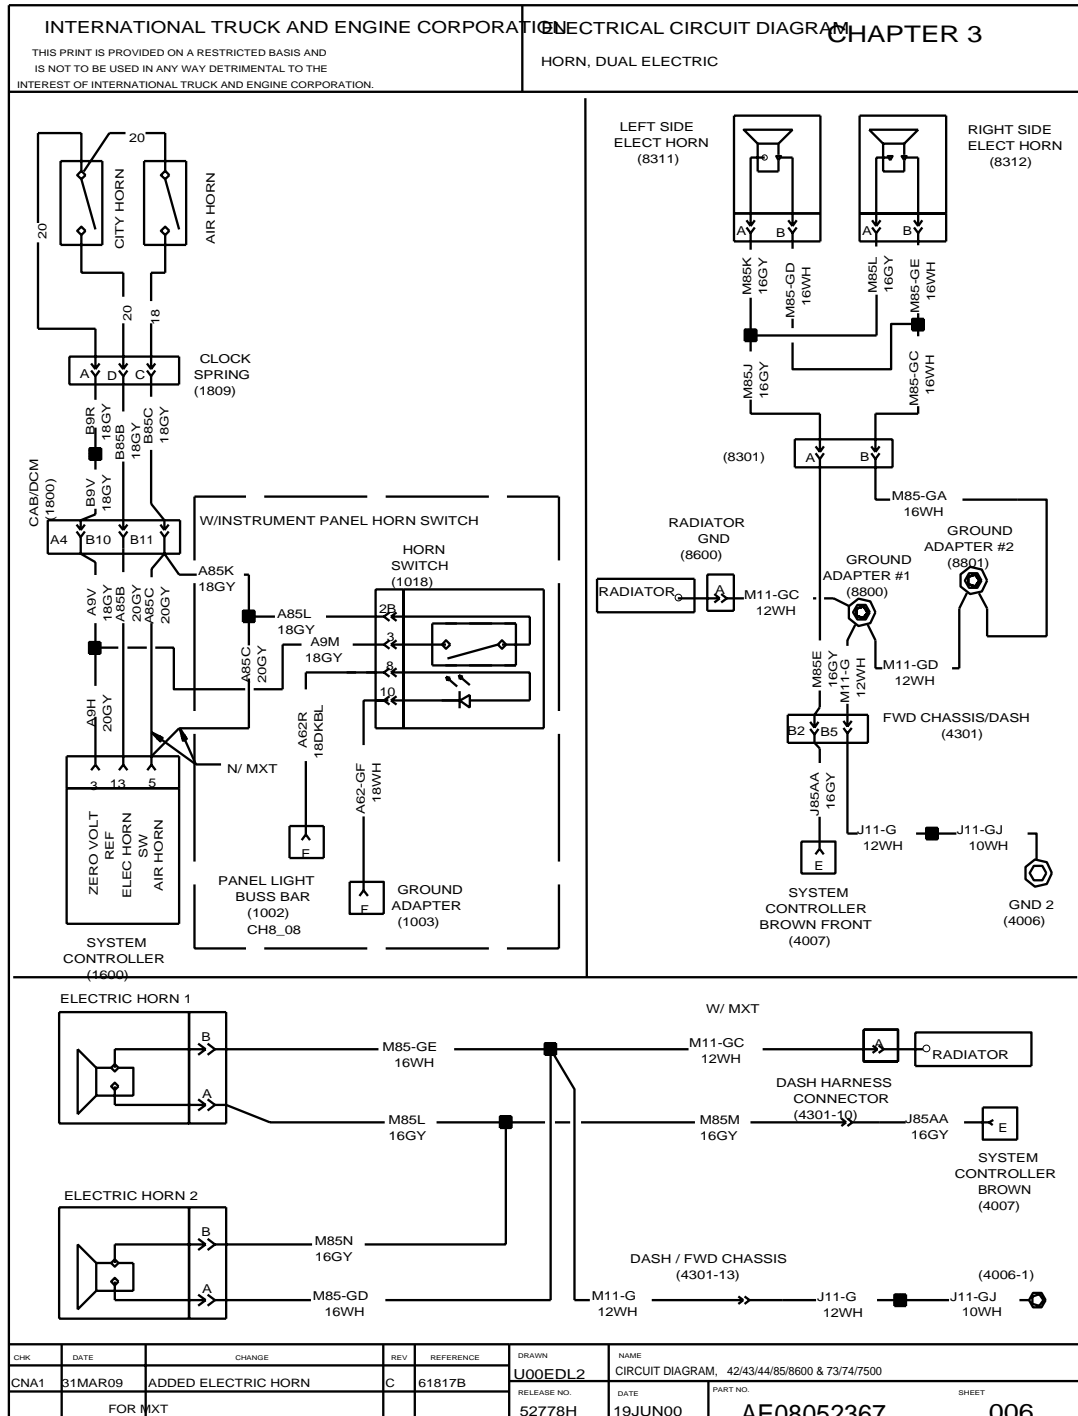 INTERNATIONAL TRUCK AND ENGINE CORPORATION
ELECTRICAL CIRCUIT DIAGRAM
CHAPTER 3
THIS PRINT IS PROVIDED ON A RESTRICTED BASIS AND
IS NOT TO BE USED IN ANY WAY DETRIMENTAL TO THE
INTEREST OF INTERNATIONAL TRUCK AND ENGINE CORPORATION.
HORN, DUAL ELECTRIC
20
20
CITY HORN
AIR HORN
20
18
CLOCK
SPRING
(1809)
A
D
C
B9R
18GY
B85B
18GY
B85C
18GY
CAB/DCM
(1800)
B9V
18GY
A4
B10
B11
W/INSTRUMENT PANEL HORN SWITCH
A85K
18GY
HORN
SWITCH
(1018)
A9V
18GY
A85B
20GY
A85C
20GY
A85L
18GY
A9M
18GY
A85C
20GY
2B
3
8
10
A9H
20GY
A62R
18DKBL
A62-GF
18WH
N/ MXT
3
13
5
ZERO VOLT
REF
ELEC HORN
SW
AIR HORN
SYSTEM
CONTROLLER
(1600)
F
PANEL LIGHT
BUSS BAR
(1002)
CH8_08
F
GROUND
ADAPTER
(1003)
LEFT SIDE
ELECT HORN
(8311)
RIGHT SIDE
ELECT HORN
(8312)
A
B
A
B
M85K
16GY
M85-GD
16WH
M85L
16GY
M85-GE
16WH
M85J
16GY
M85-GC
16WH
(8301)
A
B
M85-GA
16WH
RADIATOR
GND
(8600)
RADIATOR
A
M11-GC
12WH
GROUND
ADAPTER #1
(8800)
GROUND
ADAPTER #2
(8801)
M11-GD
12WH
M85E
16GY
M11-G
12WH
B2
B5
FWD CHASSIS/DASH
(4301)
J85AA
16GY
J11-G
12WH
J11-GJ
10WH
E
SYSTEM
CONTROLLER
BROWN FRONT
(4007)
GND 2
(4006)
ELECTRIC HORN 1
B
A
M85-GE
16WH
M85L
16GY
W/ MXT
M11-GC
12WH
A
RADIATOR
DASH HARNESS
CONNECTOR
(4301-10)
M85M
16GY
J85AA
16GY
E
SYSTEM
CONTROLLER
BROWN
(4007)
ELECTRIC HORN 2
B
A
M85N
16GY
M85-GD
16WH
DASH / FWD CHASSIS
(4301-13)
M11-G
12WH
J11-G
12WH
J11-GJ
10WH
(4006-1)
CHK DATE CHANGE REV REFERENCE DRAWN NAME
CNA1 31MAR09 ADDED ELECTRIC HORN C 61817B U00EDL2 CIRCUIT DIAGRAM, 42/43/44/85/8600 & 73/74/7500
RELEASE NO. DATE PART NO. SHEET
FOR MXT 52778H 19JUN00 AE08052367 006